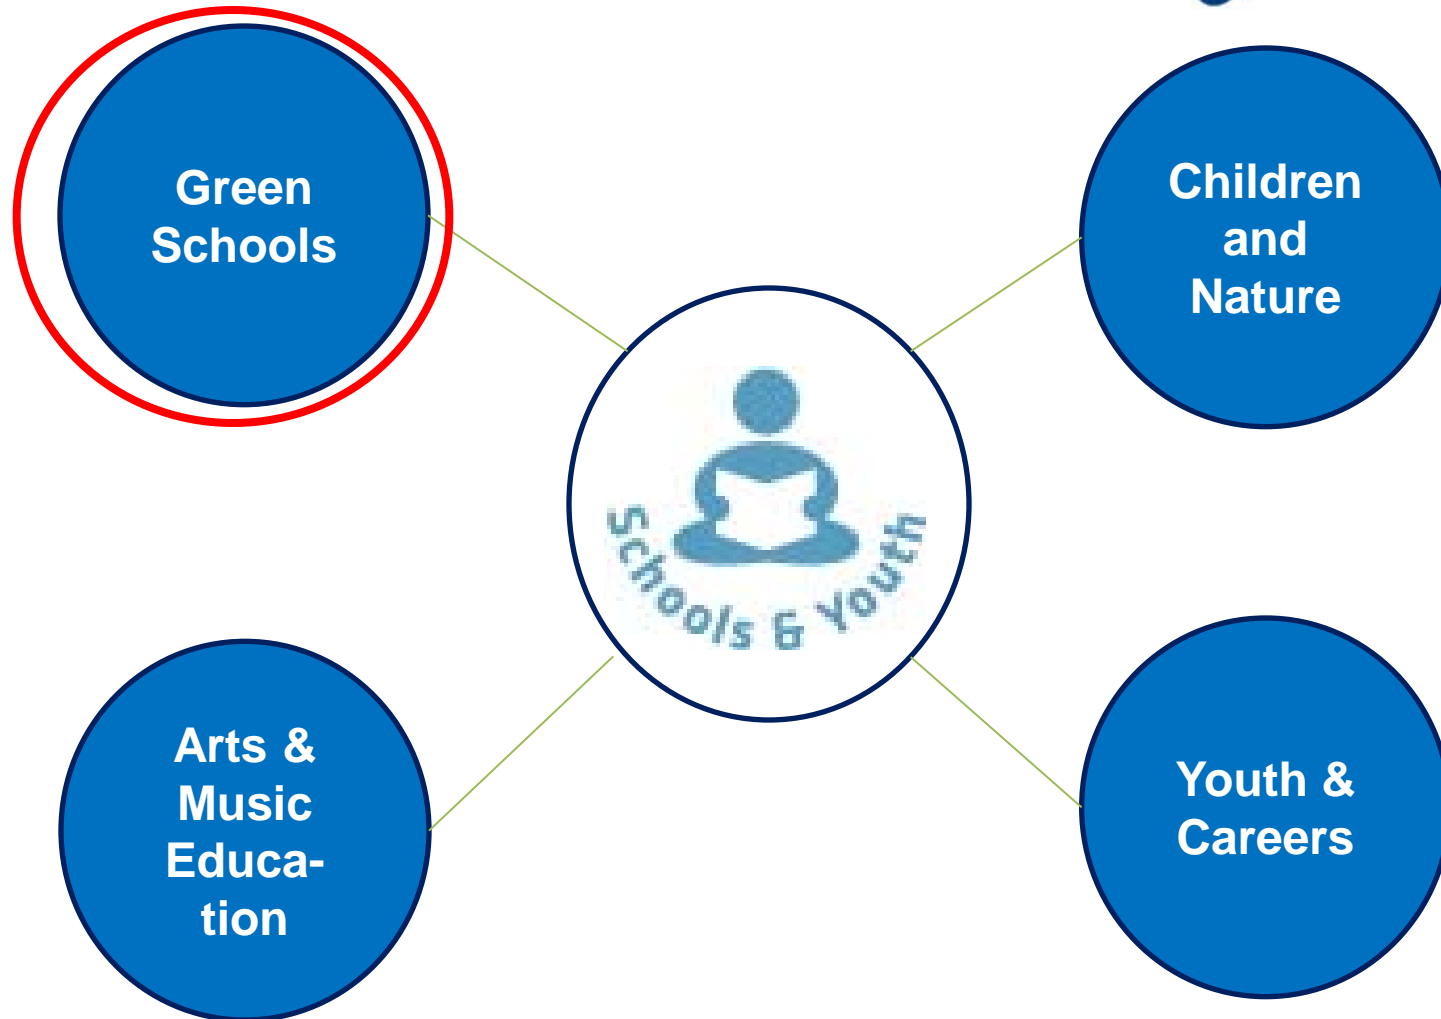 Green
Schools
Children
and
Nature
Schools & Youth
Arts &
Music
Educa-
tion
Youth &
Careers